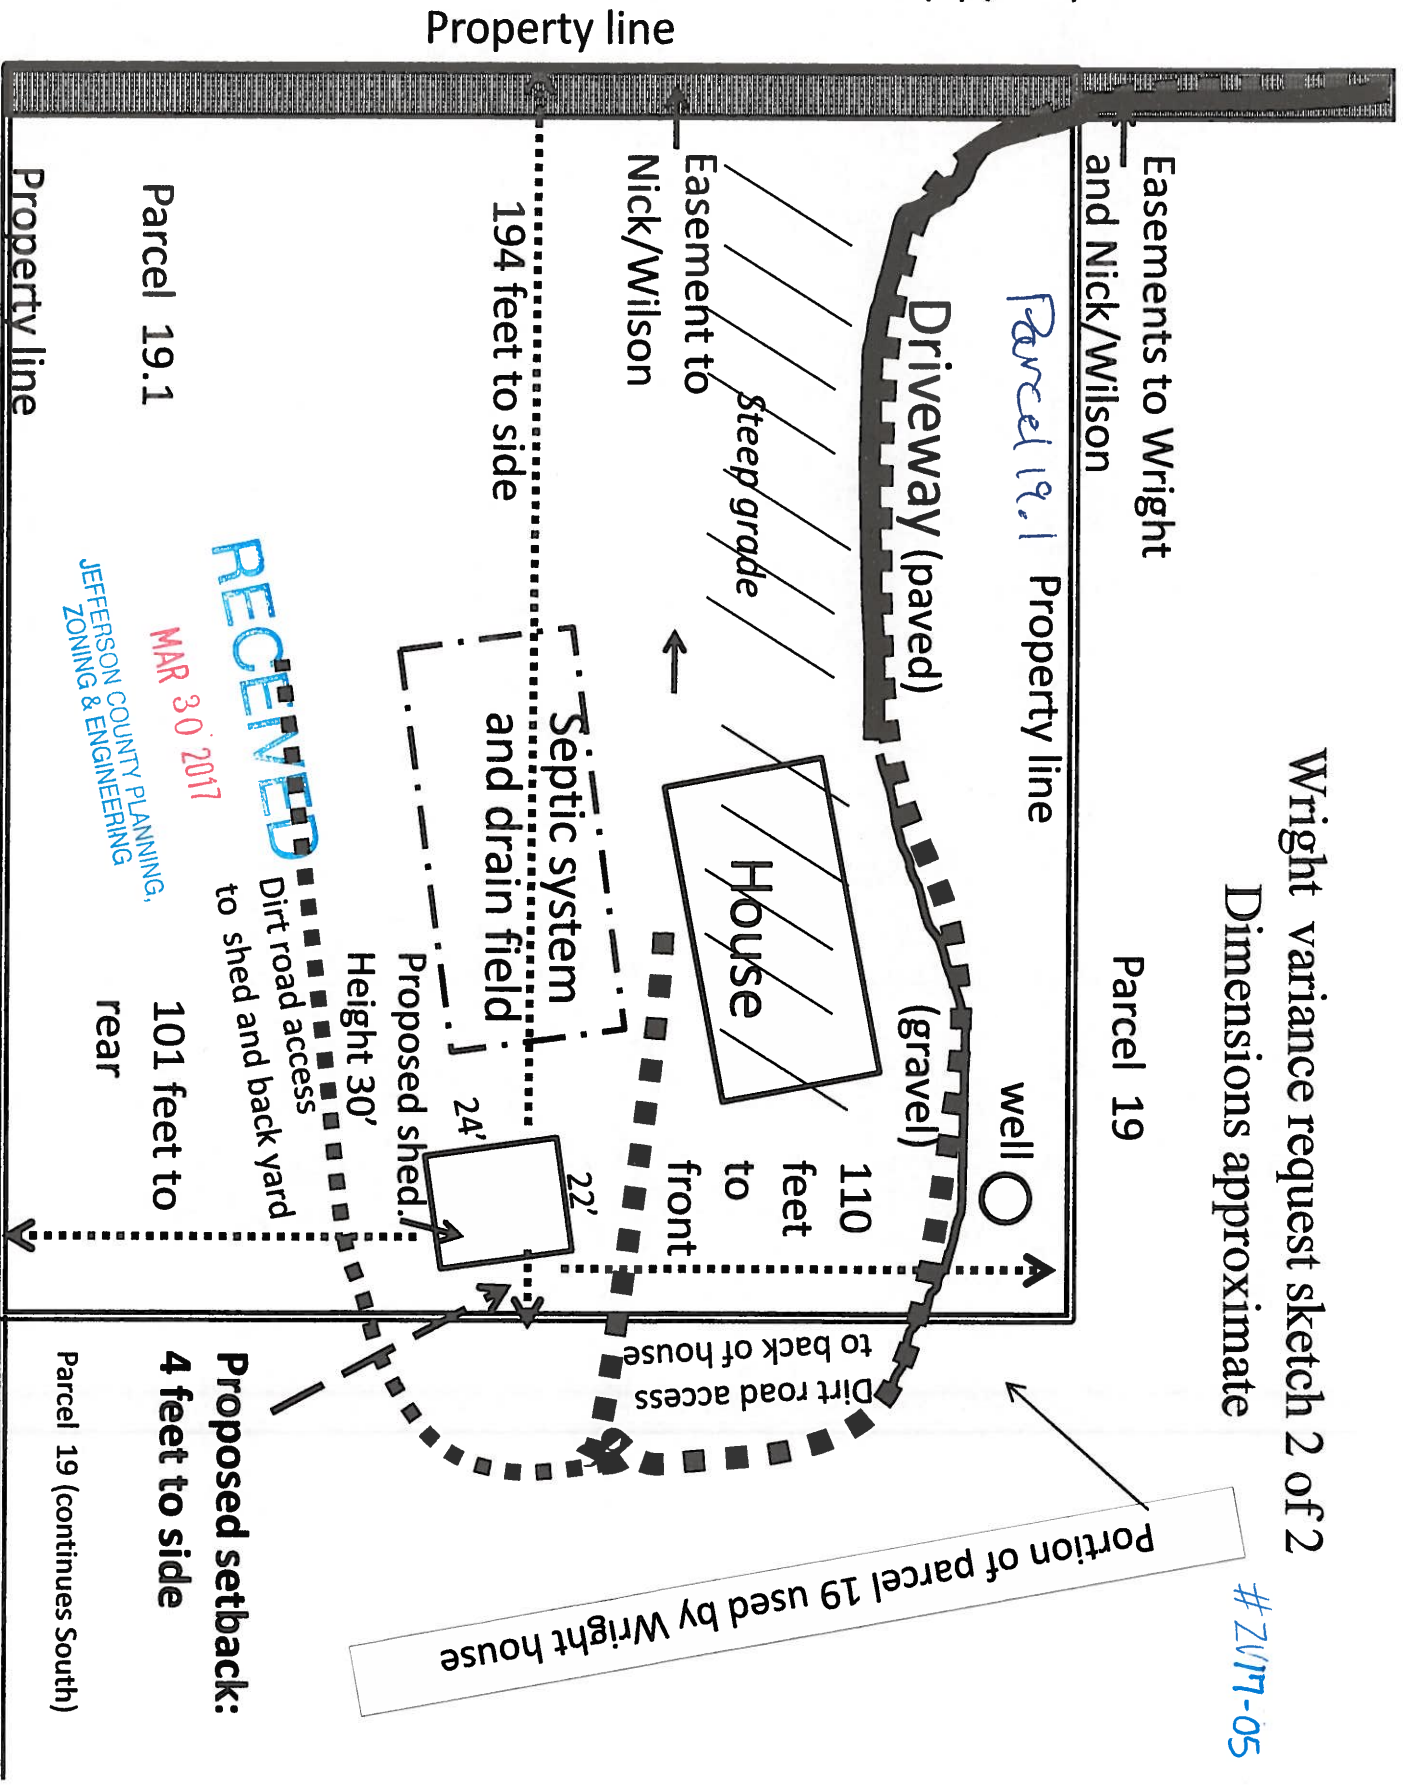 Wright variance request sketch 2 of 2
Dimensions approximate
#ZV17-05
Easements to Wright
and Nick/Wilson
Parcel 19
Parcel 19.1
Property line
well
Driveway (paved)
(gravel)
Property line
Easement to
Nick/Wilson
Steep grade
House
110
feet
to
front
Dirt road access
to back of house
Portion of parcel 19 used by Wright house
194 feet to side
Septic system
and drain field
22'
24'
Proposed shed.
Height 30'
Dirt road access
to shed and back yard
Parcel 19.1
RECEIVED
MAR 30 2017
JEFFERSON COUNTY PLANNING,
ZONING & ENGINEERING
101 feet to
rear
Proposed setback:
4 feet to side
Parcel 19 (continues South)
Property line